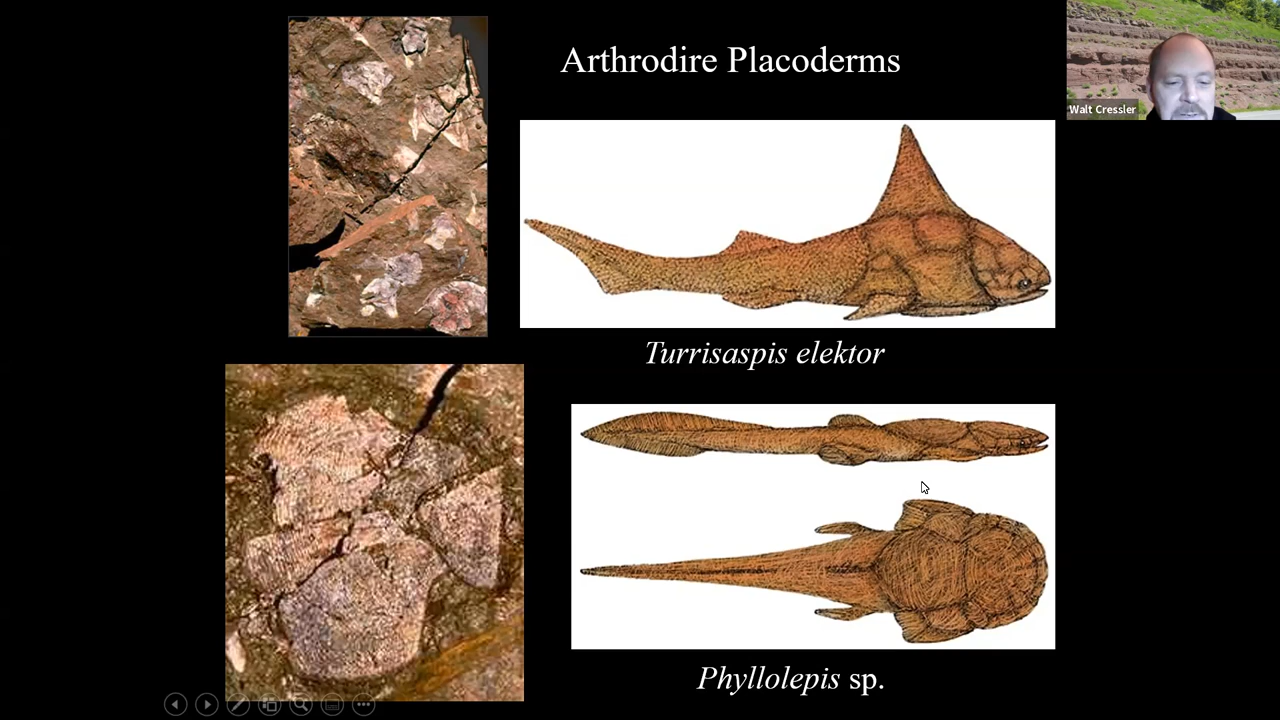 Arthrodire Placoderms
Walt Cressler
Turrisaspis elektor
Phyllolepis sp.